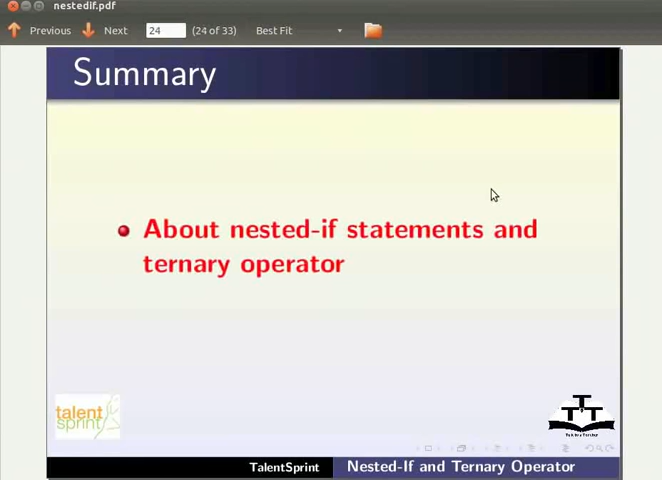 nestedif.pdf
Previous Next 24 (24 of 33) Best Fit
Summary
About nested-if statements and
ternary operator
talent
sprint
TalentSprint Nested-If and Ternary Operator